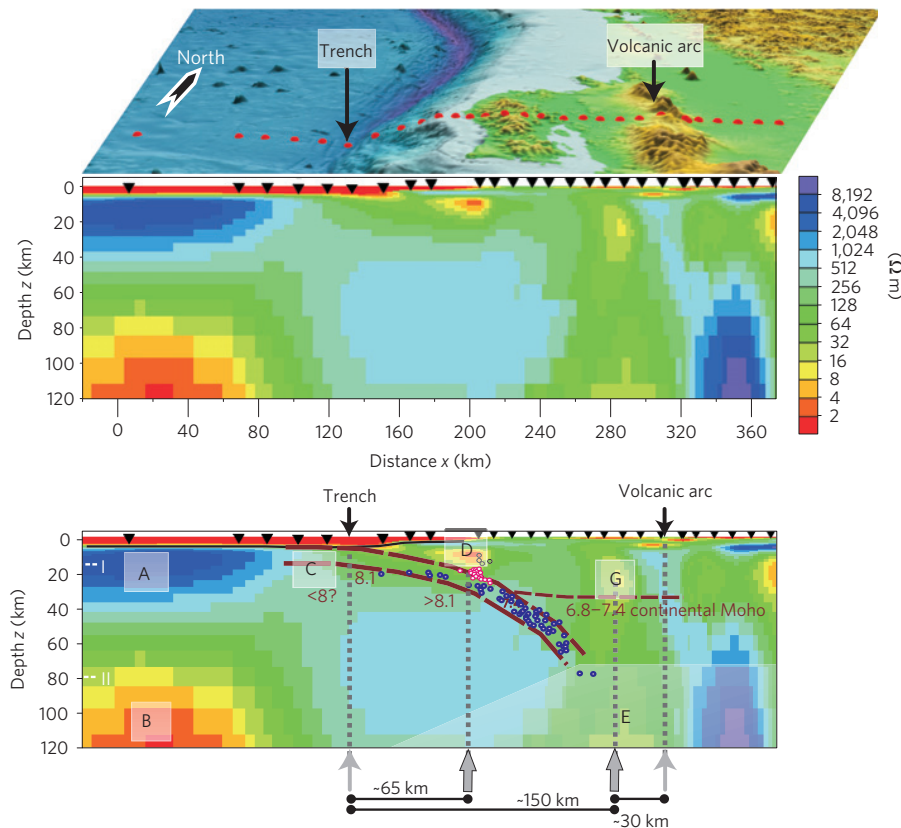 North
Trench
Volcanic arc
0
20
40
60
80
100
120
Depth z (km)
0 40 80 120 160 200 240 280 320 360
Distance x (km)
8,192
4,096
2,048
1,024
512
256
128
64
32
16
8
4
2
(Ω m)
Trench
Volcanic arc
0
20
40
60
80
100
120
Depth z (km)
I
A
C
D
G
<8?
8.1
>8.1
6.8–7.4 continental Moho
II
B
E
~65 km
~150 km
~30 km